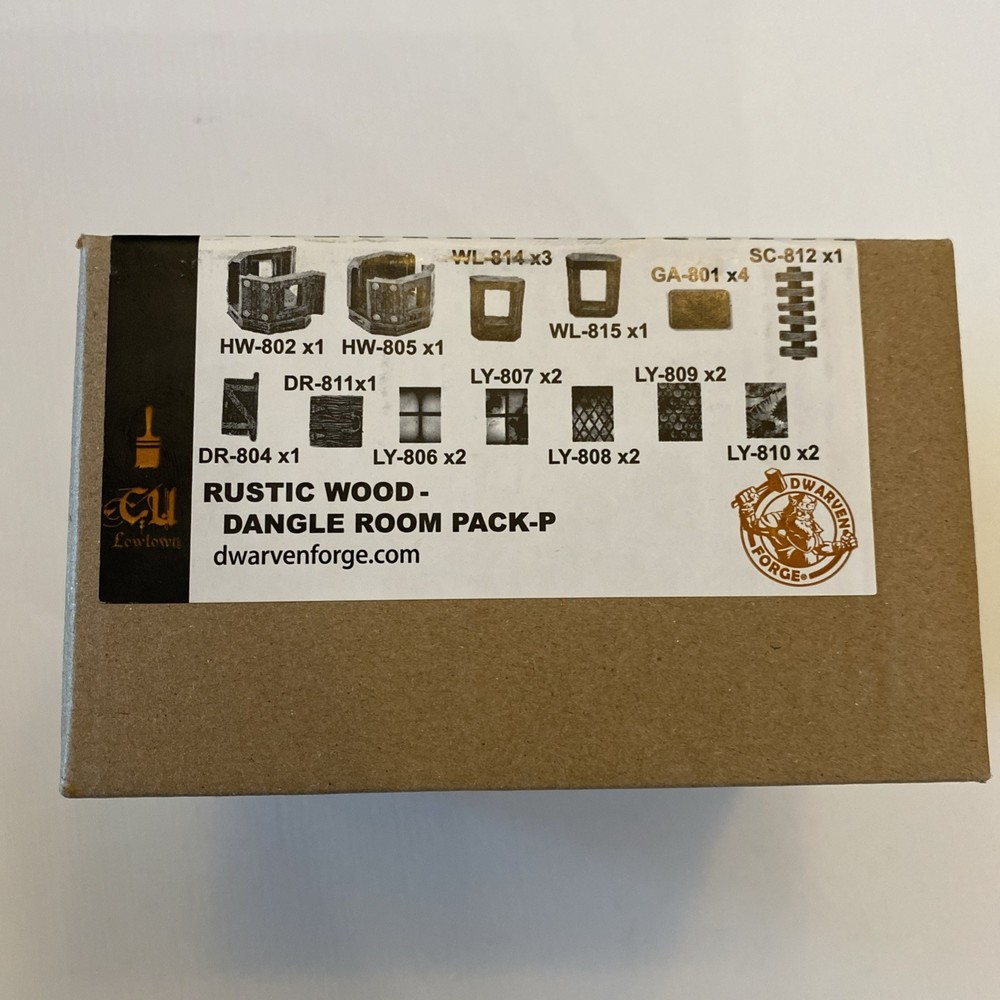 HW-802 x1
HW-805 x1
WL-814 x3
WL-815 x1
GA-801 x4
SC-812 x1
DR-804 x1
DR-811x1
LY-806 x2
LY-807 x2
LY-808 x2
LY-809 x2
LY-810 x2
CU
Lowtown
RUSTIC WOOD -
DANGLE ROOM PACK-P
dwarvenforge.com
DWARVEN
FORGE®